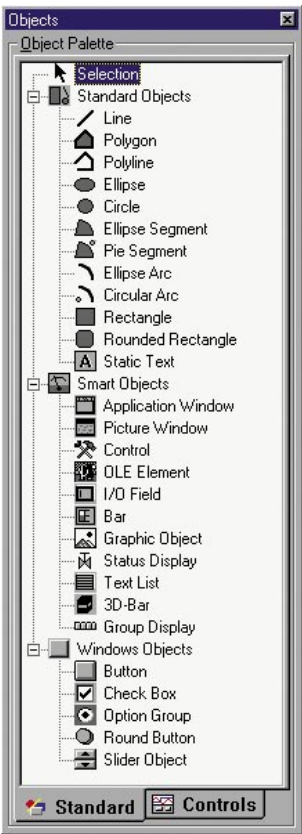 Objects
Object Palette
Selection
Standard Objects
Line
Polygon
Polyline
Ellipse
Circle
Ellipse Segment
Pie Segment
Ellipse Arc
Circular Arc
Rectangle
Rounded Rectangle
A Static Text
Smart Objects
Application Window
Picture Window
Control
OLE Element
I/O Field
Bar
Graphic Object
Status Display
Text List
3D-Bar
Group Display
Windows Objects
Button
Check Box
Option Group
Round Button
Slider Object
Standard Controls